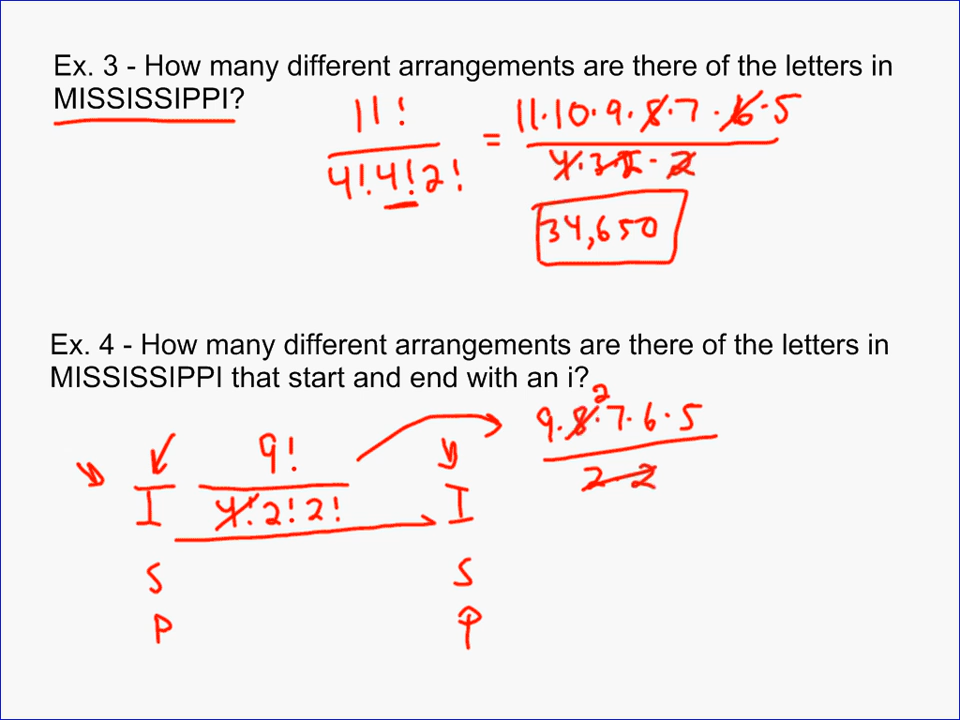 Ex. 3 - How many different arrangements are there of the letters in
MISSISSIPPI?
11!
4!·4!2!
= 11·10·9·8·7·6·5
4·3·2·2
34,650
Ex. 4 - How many different arrangements are there of the letters in
MISSISSIPPI that start and end with an i?
2
9·8·7·6·5
2·2
9!
I 4!·2!2! I
S S
P P